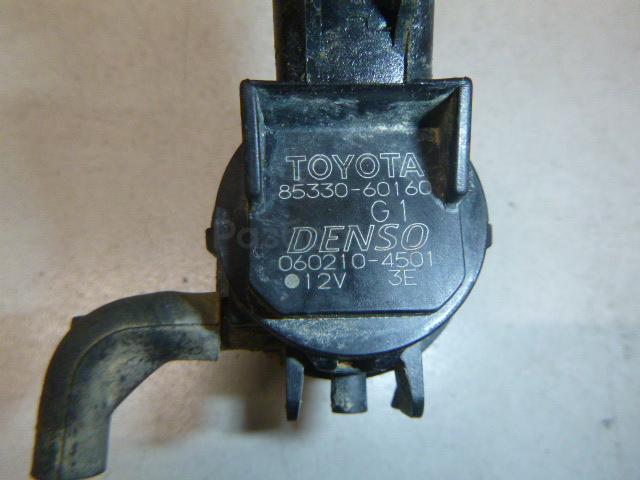 TOYOTA
85330-60160
G1
DENSO
060210-4501
12V 3E